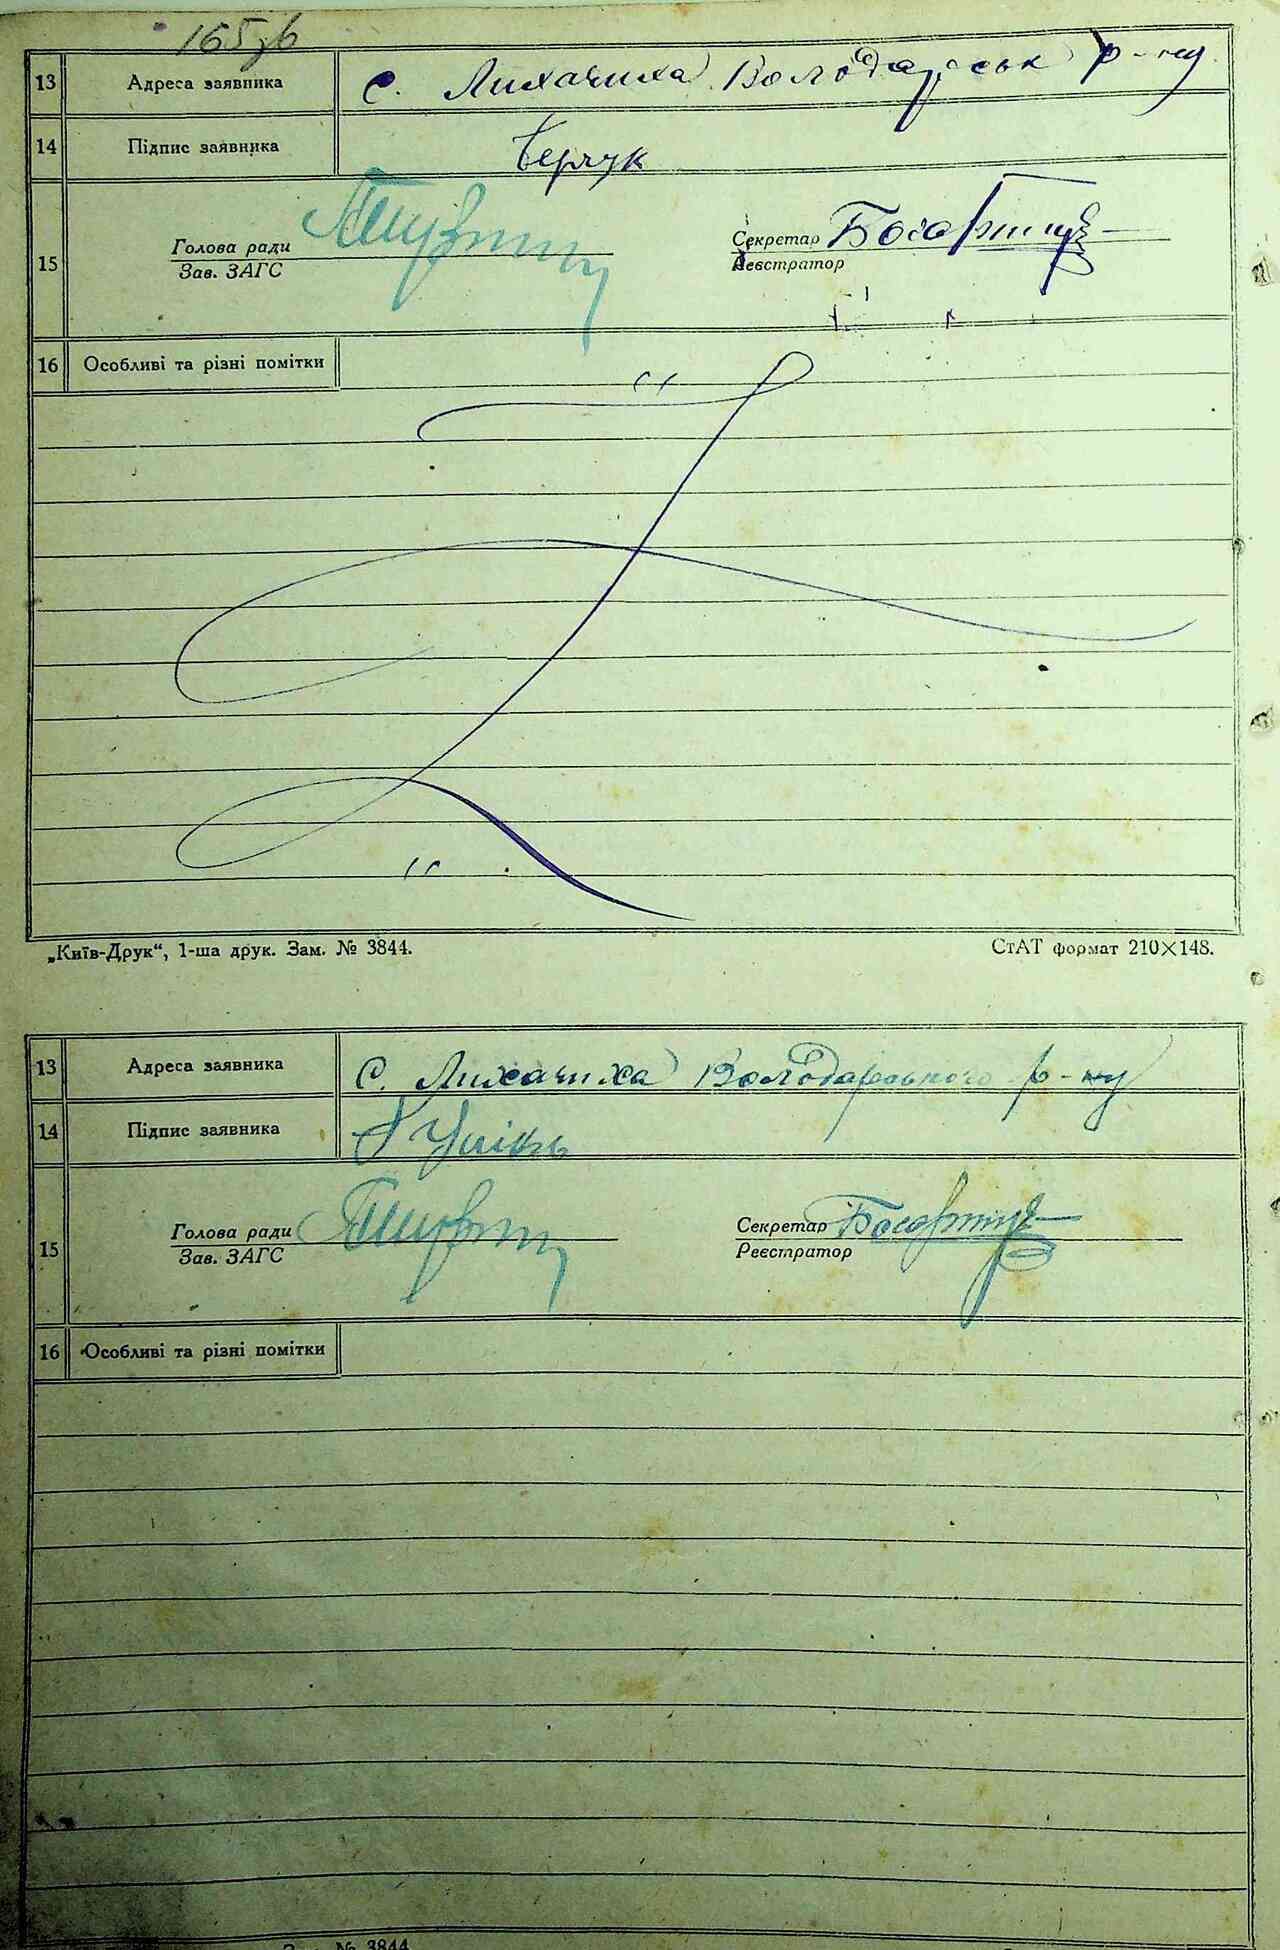 165зв
13 Адреса заявника с. Лихачиха Володарськ р-ну
14 Підпис заявника
15 Голова ради Секретар
Зав. ЗАГС Реєстратор
16 Особливі та різні помітки
„Київ-Друк“, 1-ша друк. Зам. № 3844. СтАТ формат 210×148.
13 Адреса заявника С. Лихачиха Володарського р-ну
14 Підпис заявника
15 Голова ради Секретар
Зав. ЗАГС Реєстратор
16 Особливі та різні помітки
Зам. № 3844